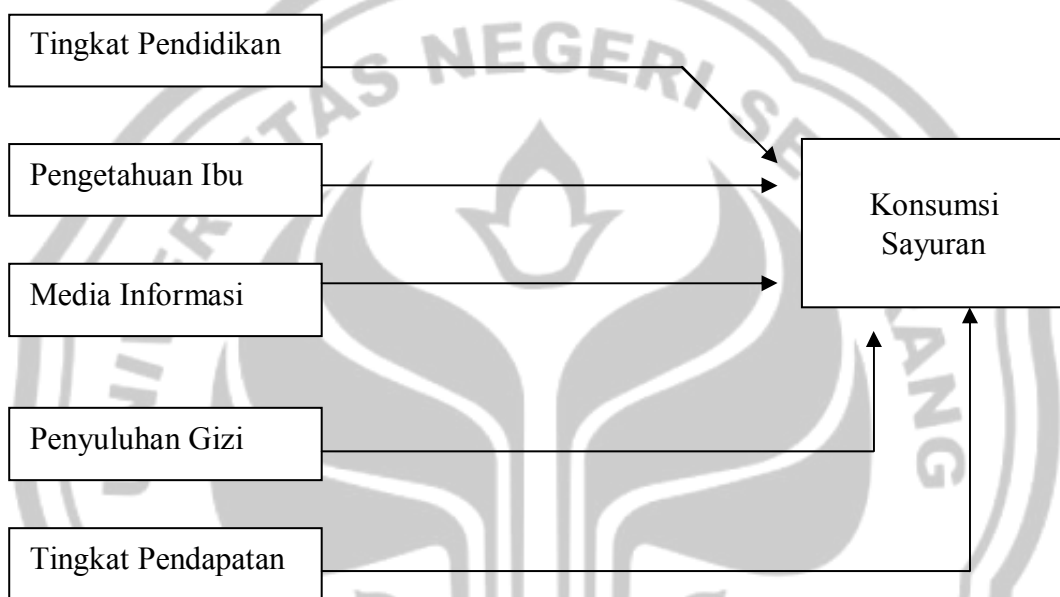 Tingkat Pendidikan
Pengetahuan Ibu
Media Informasi
Penyuluhan Gizi
Tingkat Pendapatan
Konsumsi
Sayuran
NEGERI